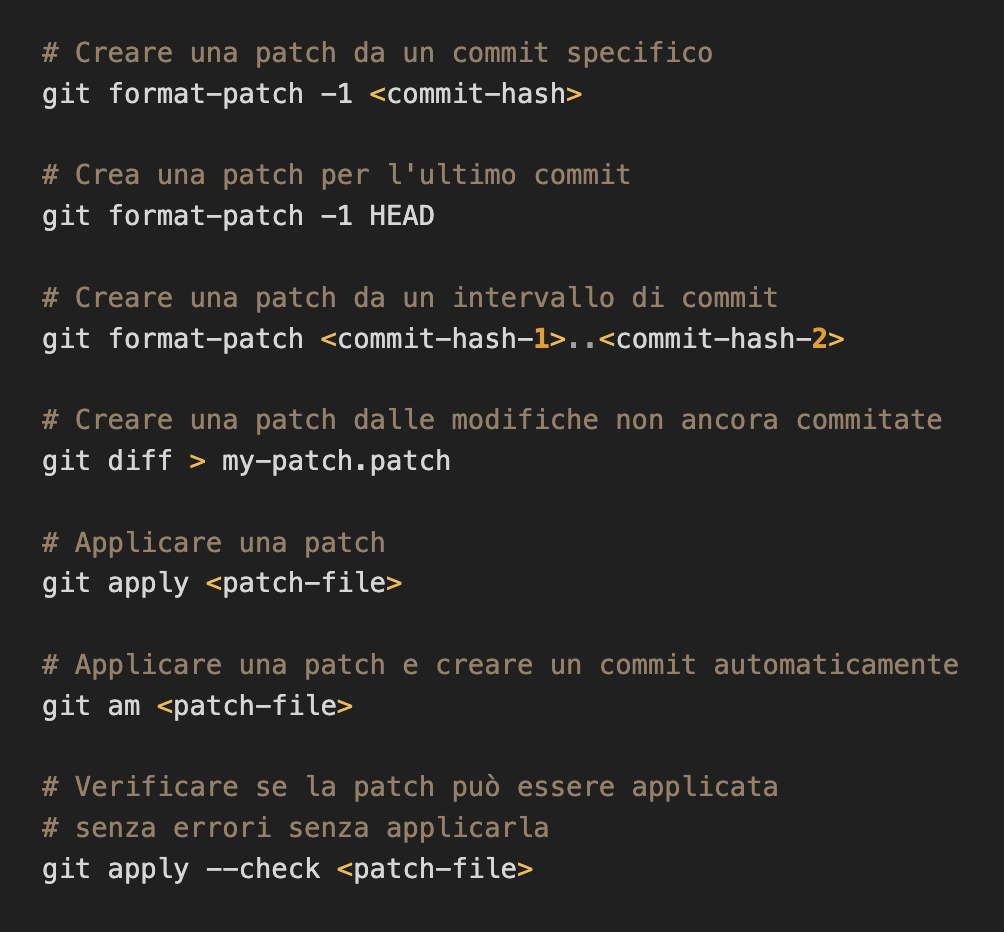 # Creare una patch da un commit specifico
git format-patch -1 <commit-hash>
# Crea una patch per l'ultimo commit
git format-patch -1 HEAD
# Creare una patch da un intervallo di commit
git format-patch <commit-hash-1>..<commit-hash-2>
# Creare una patch dalle modifiche non ancora commitate
git diff > my-patch.patch
# Applicare una patch
git apply <patch-file>
# Applicare una patch e creare un commit automaticamente
git am <patch-file>
# Verificare se la patch può essere applicata
# senza errori senza applicarla
git apply --check <patch-file>